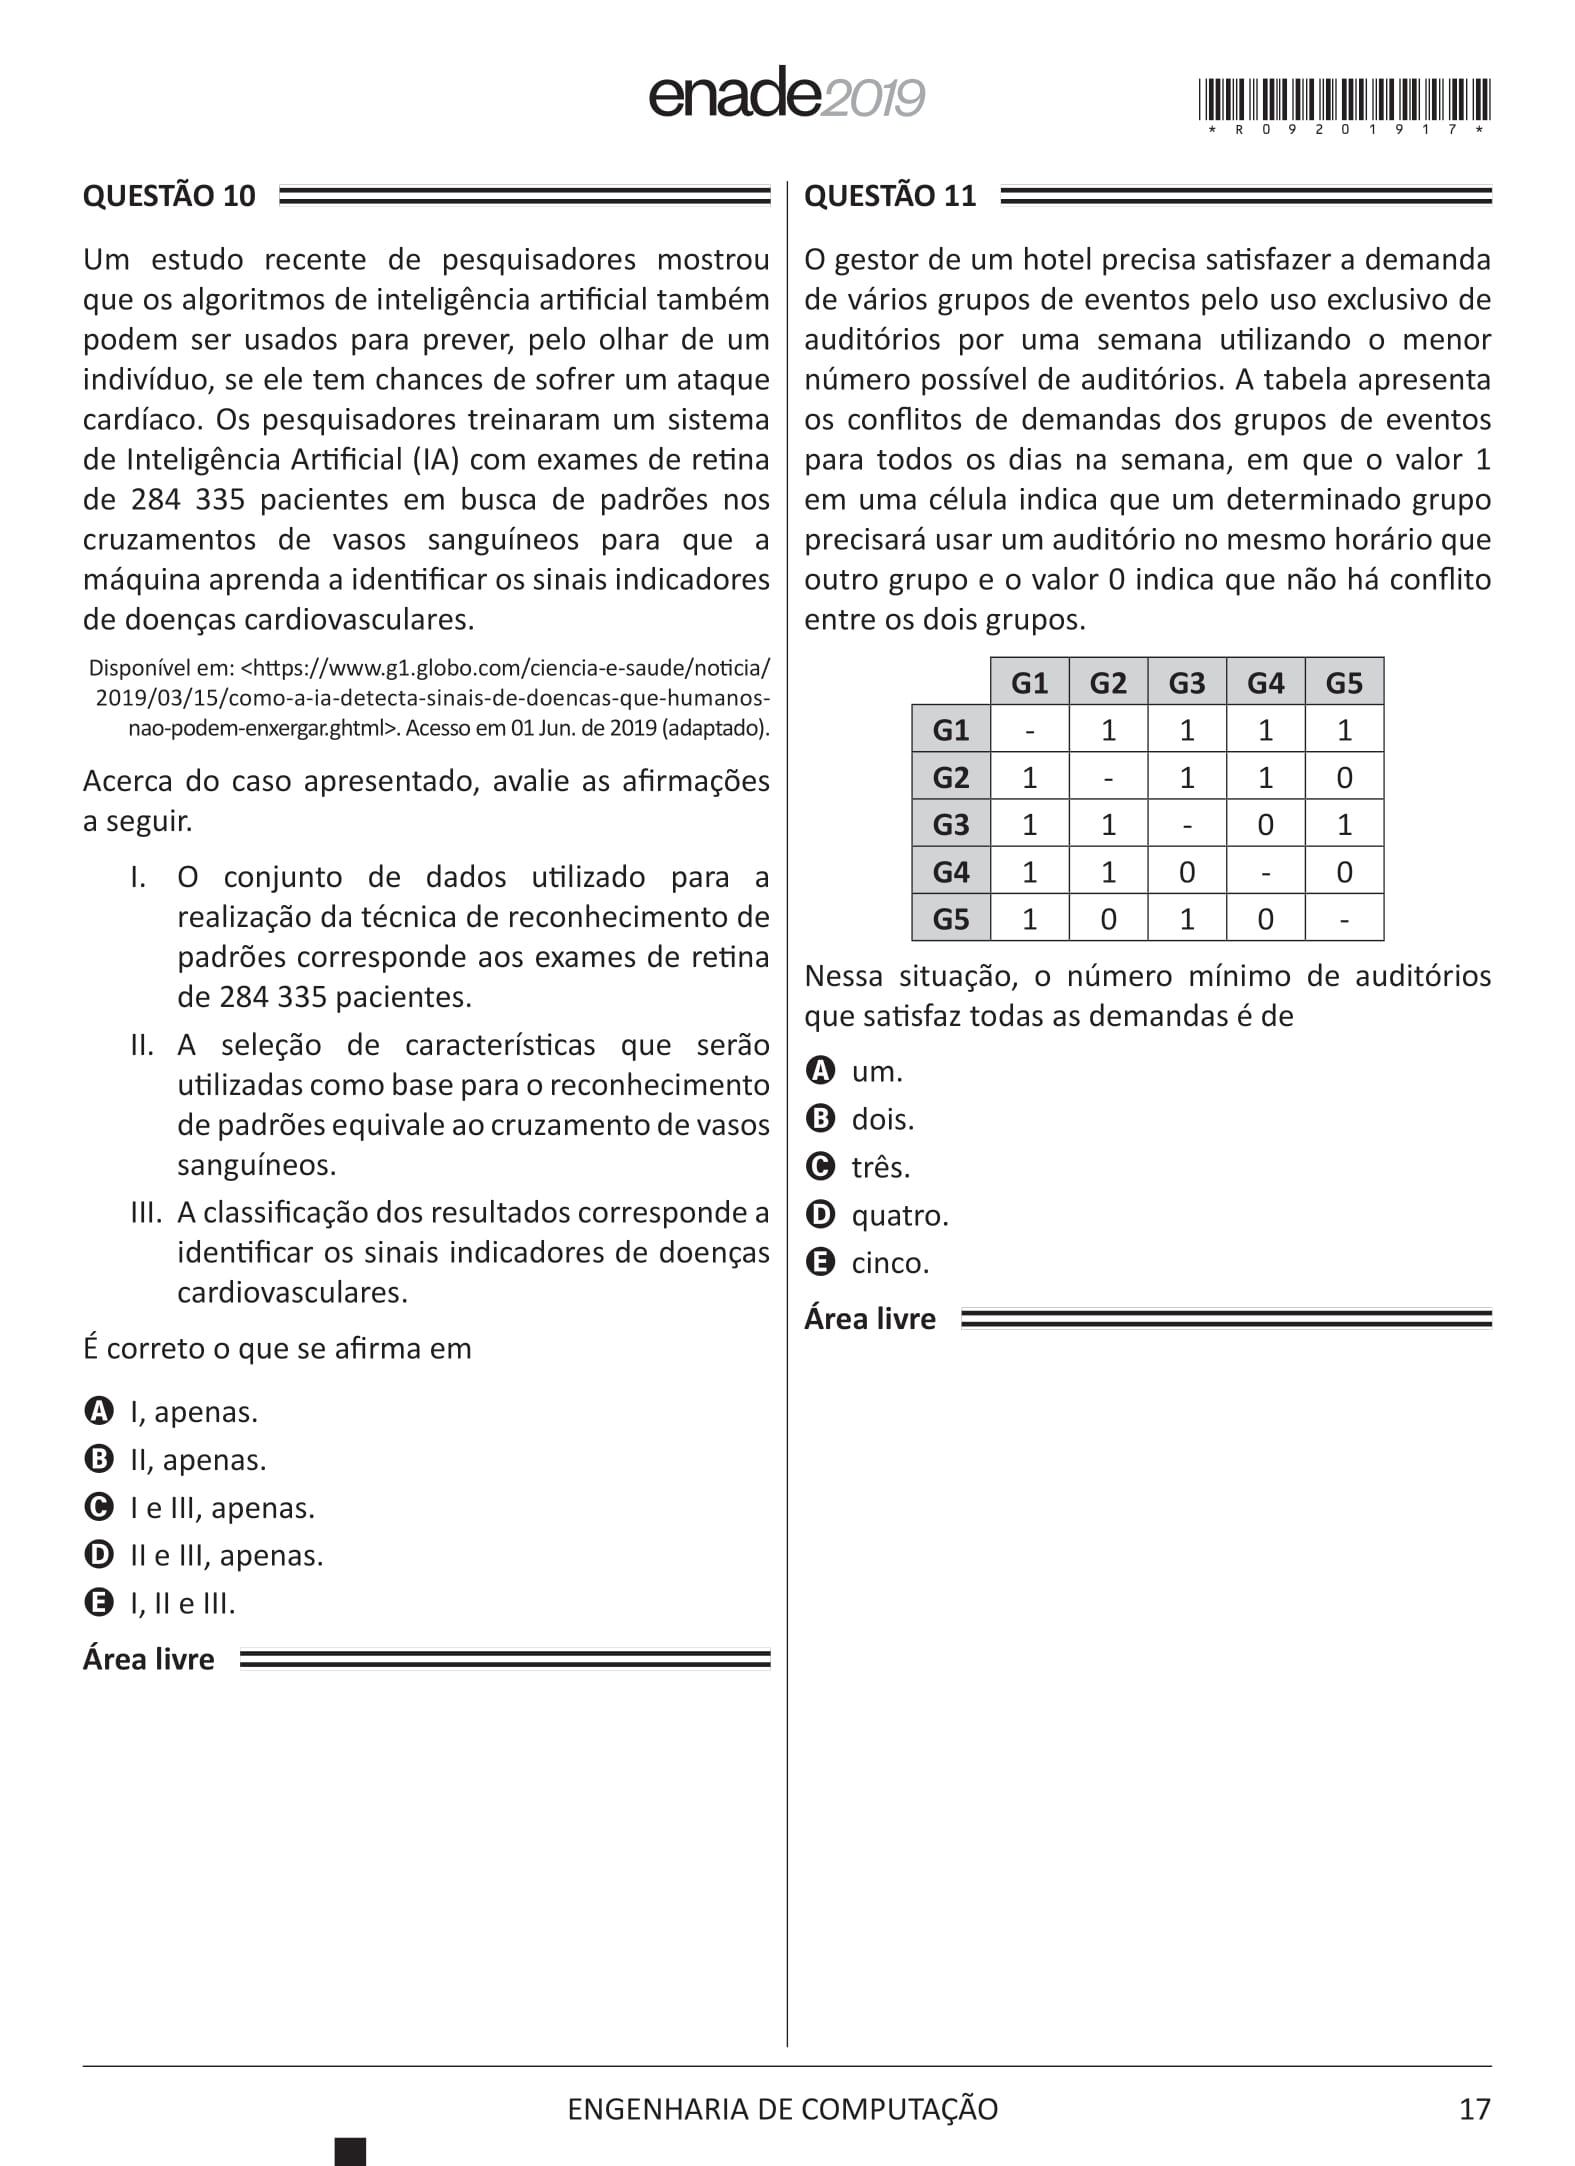 enade2019
*R09201917*
QUESTÃO 10
Um estudo recente de pesquisadores mostrou
que os algoritmos de inteligência artificial também
podem ser usados para prever, pelo olhar de um
indivíduo, se ele tem chances de sofrer um ataque
cardíaco. Os pesquisadores treinaram um sistema
de Inteligência Artificial (IA) com exames de retina
de 284 335 pacientes em busca de padrões nos
cruzamentos de vasos sanguíneos para que a
máquina aprenda a identificar os sinais indicadores
de doenças cardiovasculares.
Disponível em: <https://www.g1.globo.com/ciencia-e-saude/noticia/
2019/03/15/como-a-ia-detecta-sinais-de-doencas-que-humanos-
nao-podem-enxergar.ghtml>. Acesso em 01 Jun. de 2019 (adaptado).
Acerca do caso apresentado, avalie as afirmações
a seguir.
I. O conjunto de dados utilizado para a
realização da técnica de reconhecimento de
padrões corresponde aos exames de retina
de 284 335 pacientes.
II. A seleção de características que serão
utilizadas como base para o reconhecimento
de padrões equivale ao cruzamento de vasos
sanguíneos.
III. A classificação dos resultados corresponde a
identificar os sinais indicadores de doenças
cardiovasculares.
É correto o que se afirma em
A I, apenas.
B II, apenas.
C I e III, apenas.
D II e III, apenas.
E I, II e III.
Área livre
QUESTÃO 11
O gestor de um hotel precisa satisfazer a demanda
de vários grupos de eventos pelo uso exclusivo de
auditórios por uma semana utilizando o menor
número possível de auditórios. A tabela apresenta
os conflitos de demandas dos grupos de eventos
para todos os dias na semana, em que o valor 1
em uma célula indica que um determinado grupo
precisará usar um auditório no mesmo horário que
outro grupo e o valor 0 indica que não há conflito
entre os dois grupos.
G1 G2 G3 G4 G5
G1 - 1 1 1 1
G2 1 - 1 1 0
G3 1 1 - 0 1
G4 1 1 0 - 0
G5 1 0 1 0 -
Nessa situação, o número mínimo de auditórios
que satisfaz todas as demandas é de
A um.
B dois.
C três.
D quatro.
E cinco.
Área livre
ENGENHARIA DE COMPUTAÇÃO
17